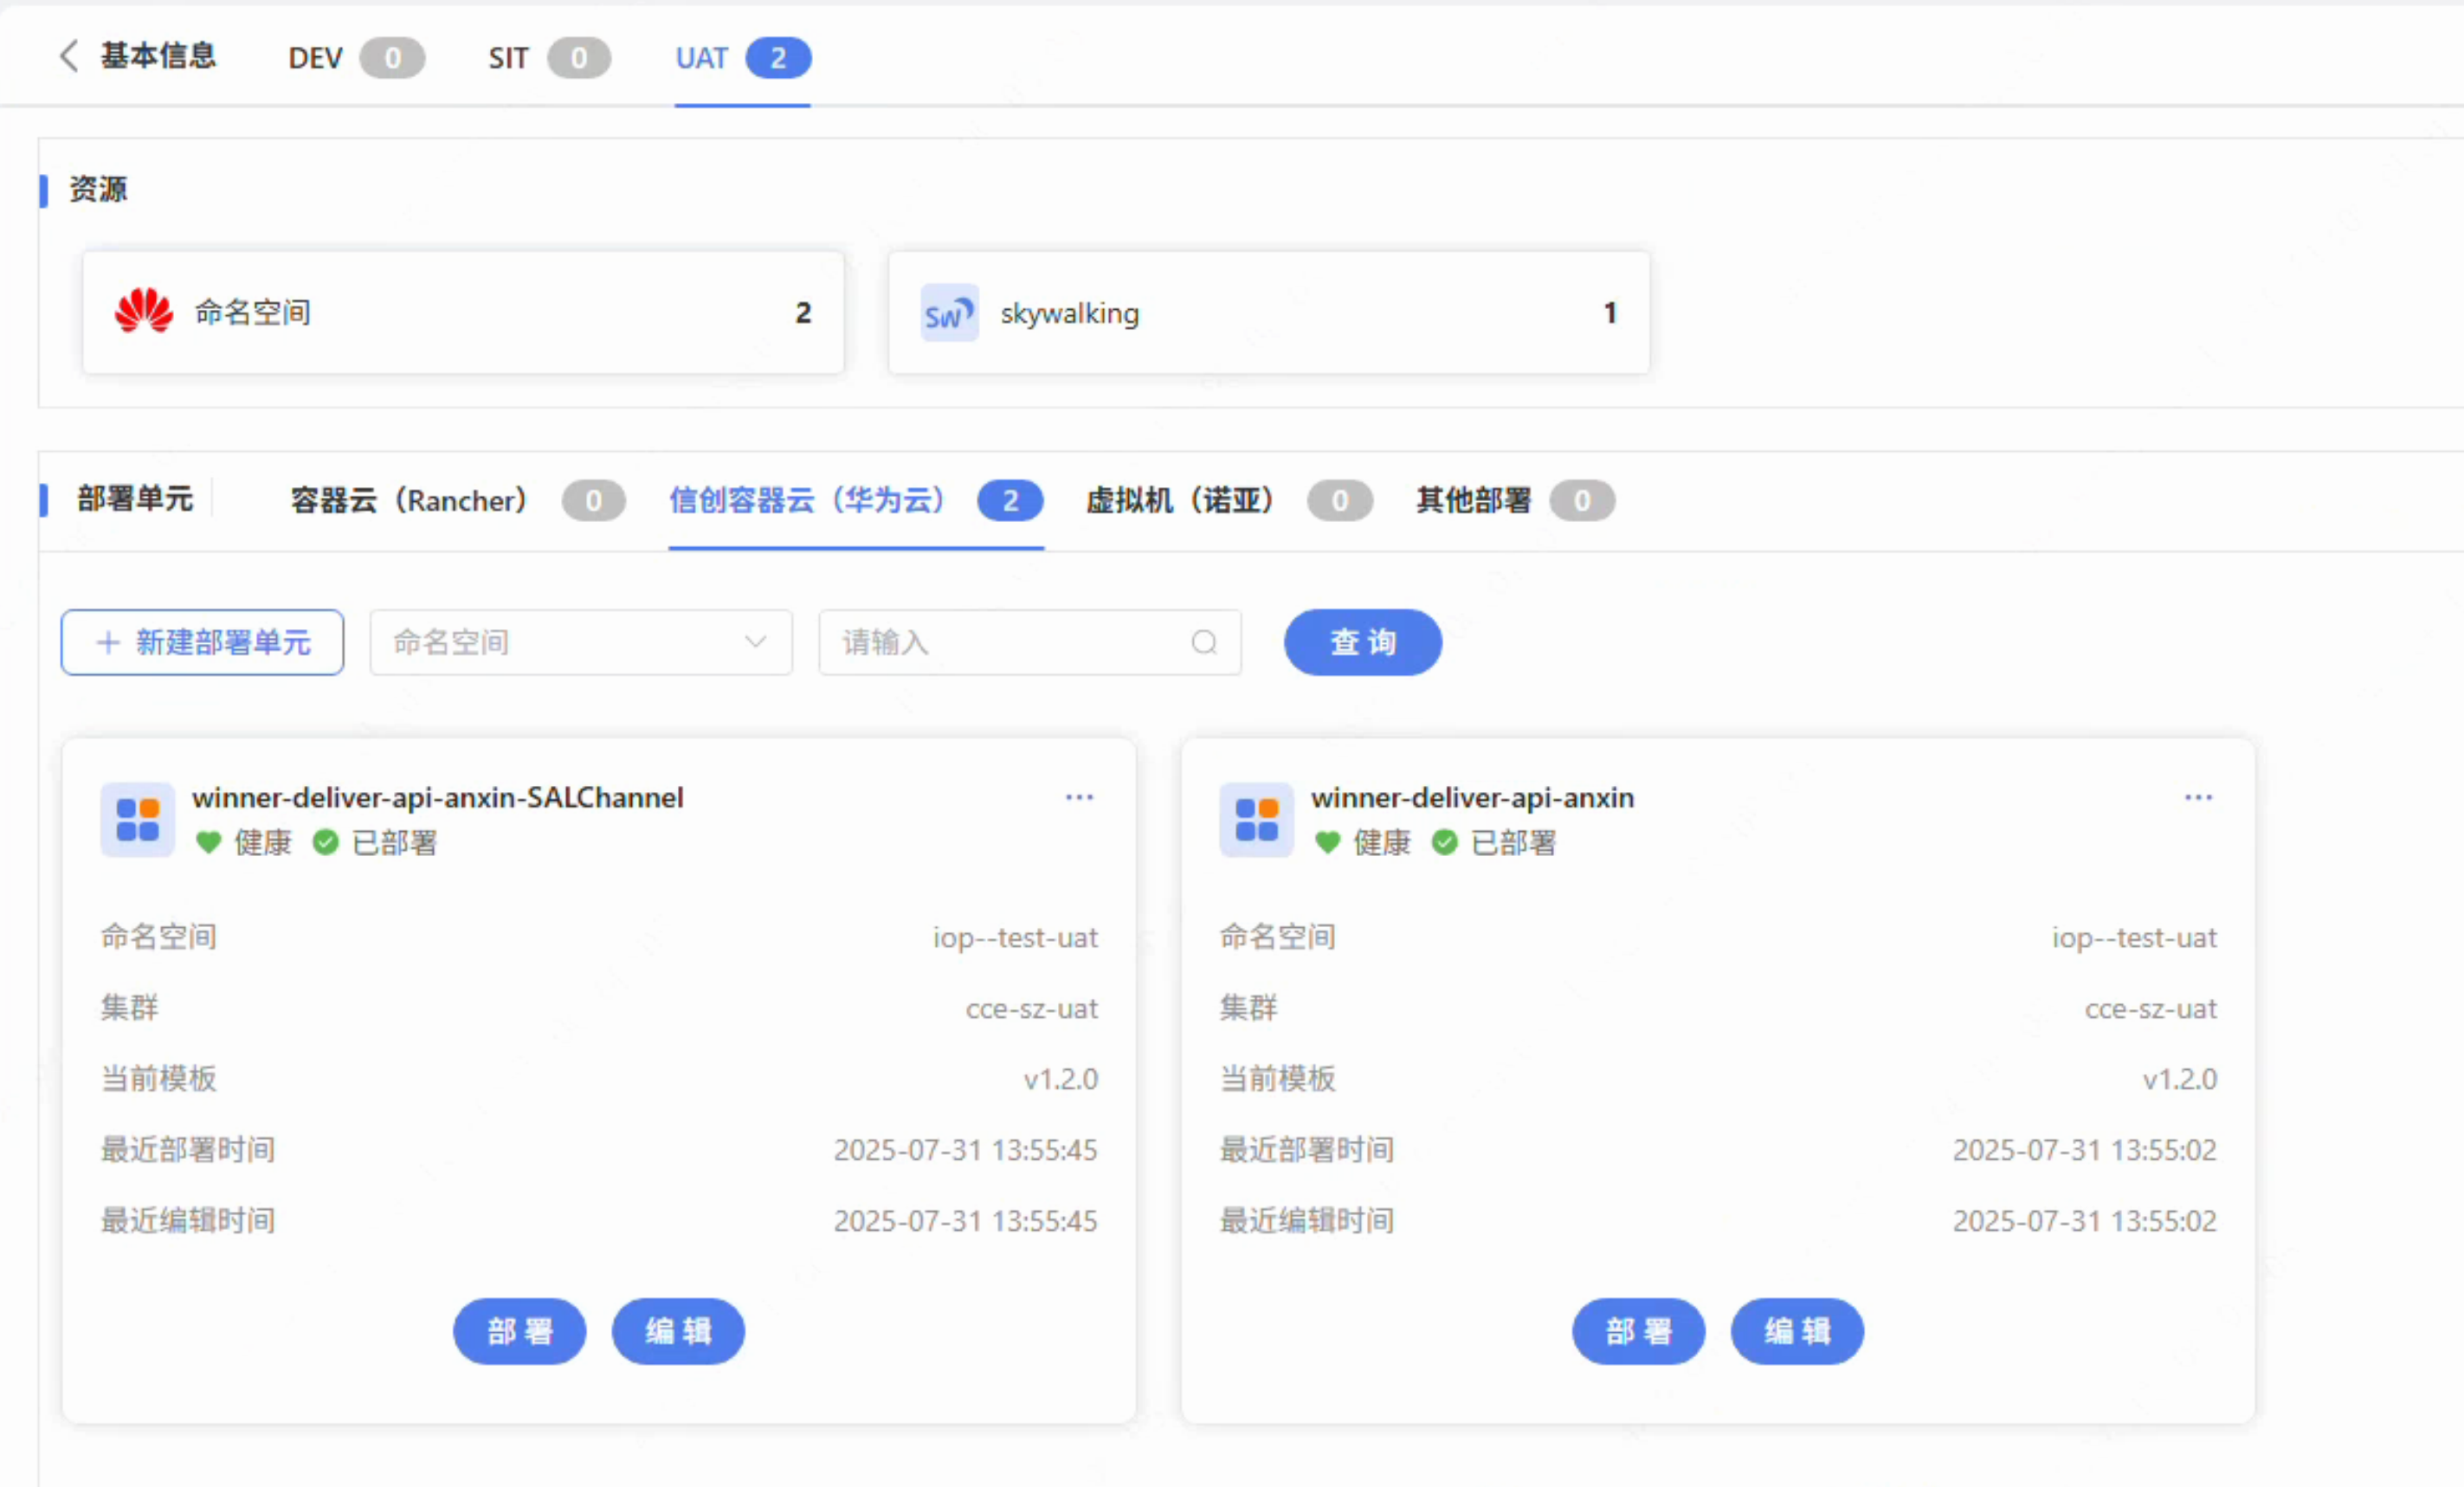 基本信息 DEV 0 SIT 0 UAT 2
资源
命名空间 2
skywalking 1
部署单元 容器云（Rancher） 0 信创容器云（华为云） 2 虚拟机（诺亚） 0 其他部署 0
+ 新建部署单元 命名空间 请输入 查 询
winner-deliver-api-anxin-SALChannel ···
健康 已部署
命名空间 iop--test-uat
集群 cce-sz-uat
当前模板 v1.2.0
最近部署时间 2025-07-31 13:55:45
最近编辑时间 2025-07-31 13:55:45
部 署 编 辑
winner-deliver-api-anxin ···
健康 已部署
命名空间 iop--test-uat
集群 cce-sz-uat
当前模板 v1.2.0
最近部署时间 2025-07-31 13:55:02
最近编辑时间 2025-07-31 13:55:02
部 署 编 辑